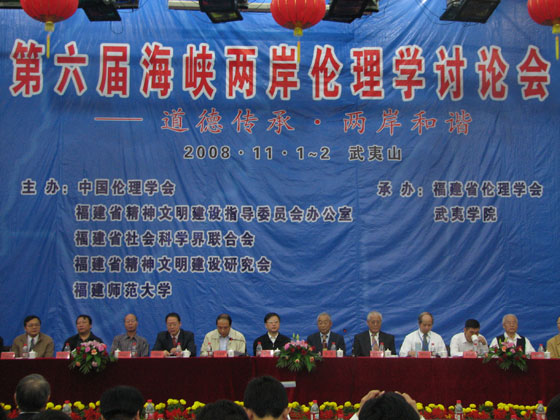 第六届海峡两岸伦理学讨论会
——道德传承·两岸和谐
2008·11·1~2 武夷山
主办：中国伦理学会
福建省精神文明建设指导委员会办公室
福建省社会科学界联合会
福建省精神文明建设研究会
福建师范大学
承办：福建省伦理学会
武夷学院